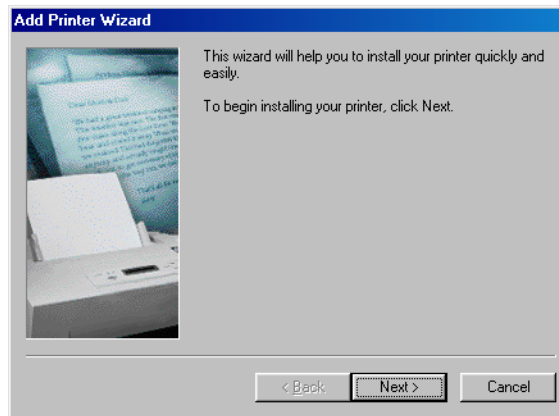 Add Printer Wizard
This wizard will help you to install your printer quickly and
easily.
To begin installing your printer, click Next.
< Back
Next >
Cancel